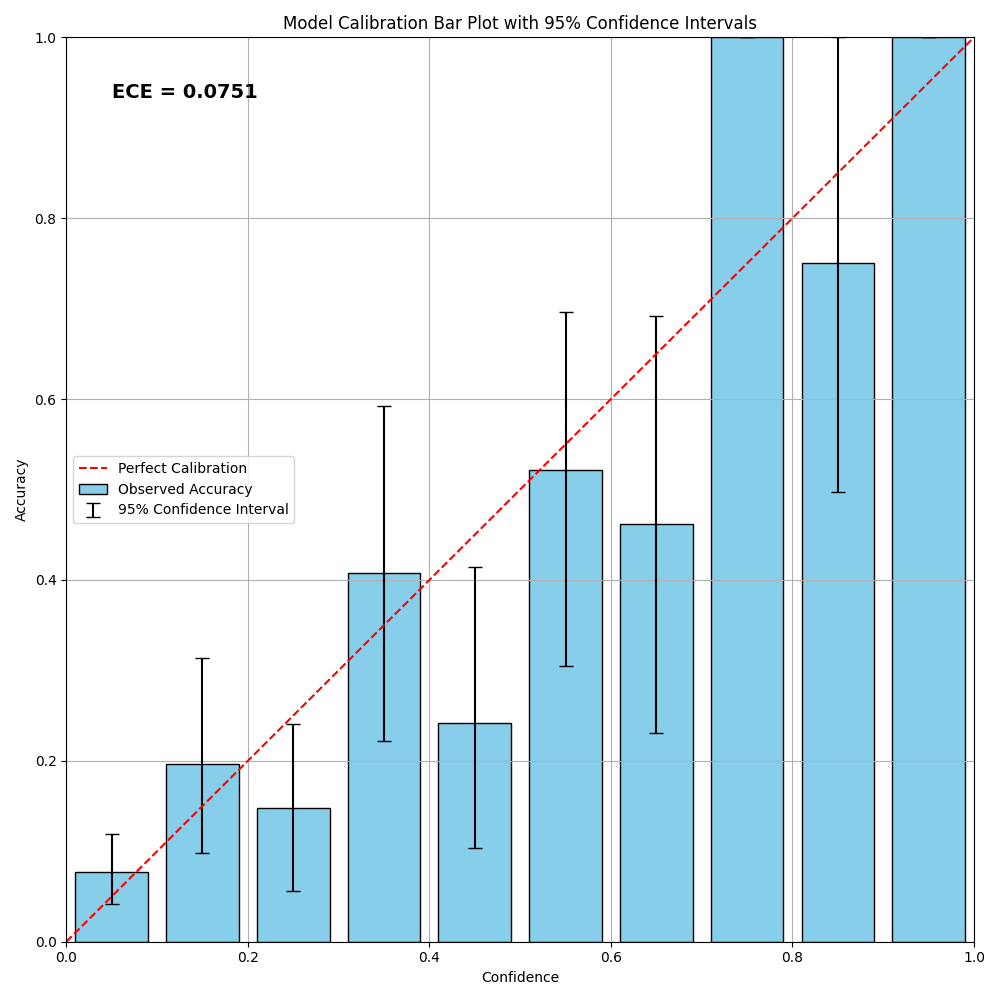 Model Calibration Bar Plot with 95% Confidence Intervals
1.0
ECE = 0.0751
0.8
0.6
Accuracy
Perfect Calibration
Observed Accuracy
95% Confidence Interval
0.4
0.2
0.0
0.0 0.2 0.4 0.6 0.8 1.0
Confidence